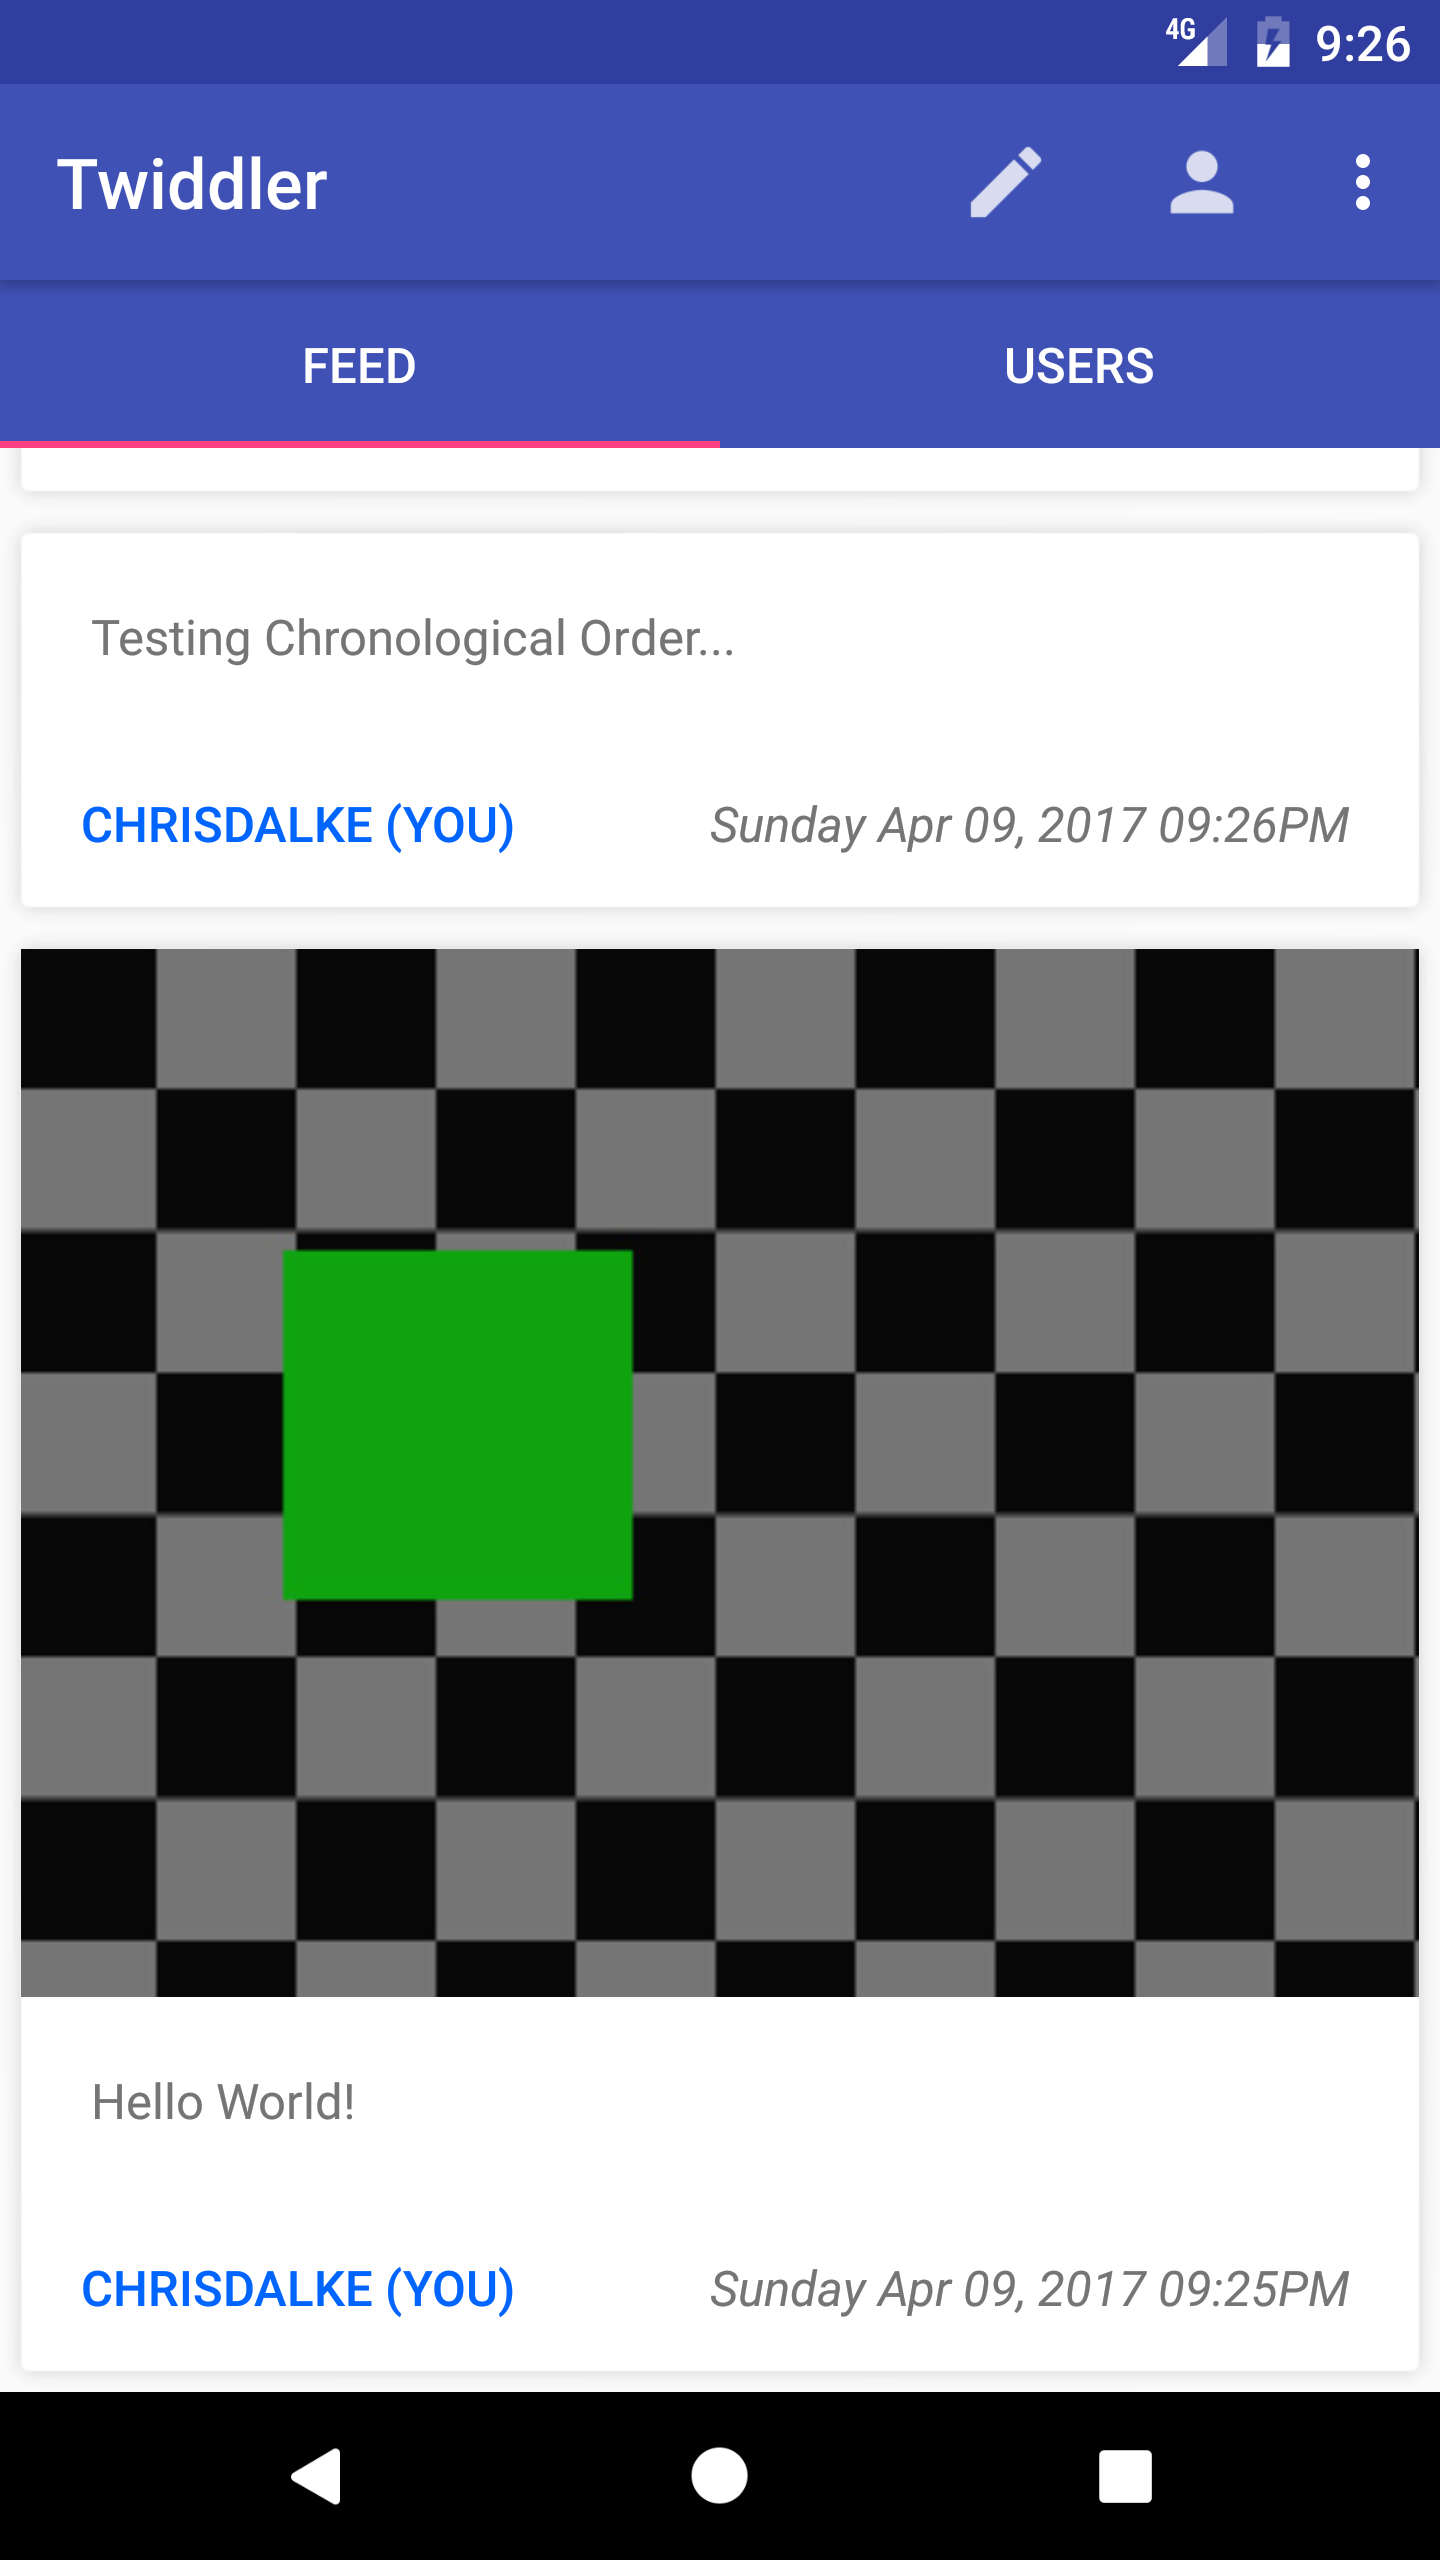 4G 9:26
Twiddler
FEED USERS
Testing Chronological Order...
CHRISDALKE (YOU) Sunday Apr 09, 2017 09:26PM
Hello World!
CHRISDALKE (YOU) Sunday Apr 09, 2017 09:25PM